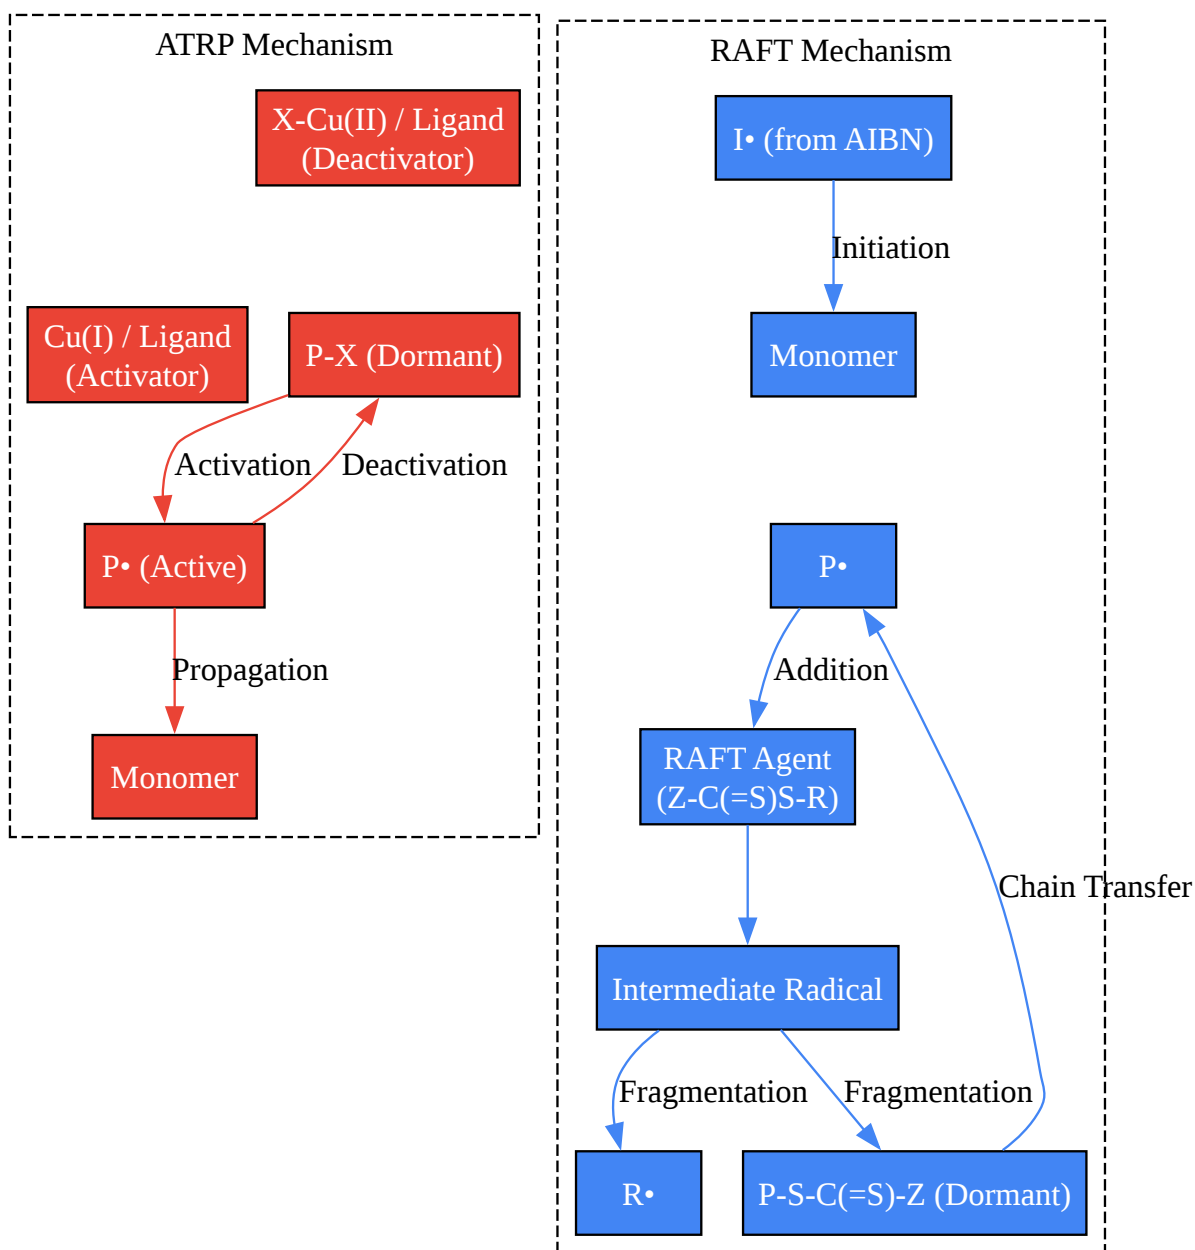 ATRP Mechanism
X-Cu(II) / Ligand
(Deactivator)
Cu(I) / Ligand
(Activator)
P-X (Dormant)
Activation
Deactivation
P• (Active)
Propagation
Monomer
RAFT Mechanism
I• (from AIBN)
Initiation
Monomer
P•
Addition
RAFT Agent
(Z-C(=S)S-R)
Chain Transfer
Intermediate Radical
Fragmentation
Fragmentation
R•
P-S-C(=S)-Z (Dormant)